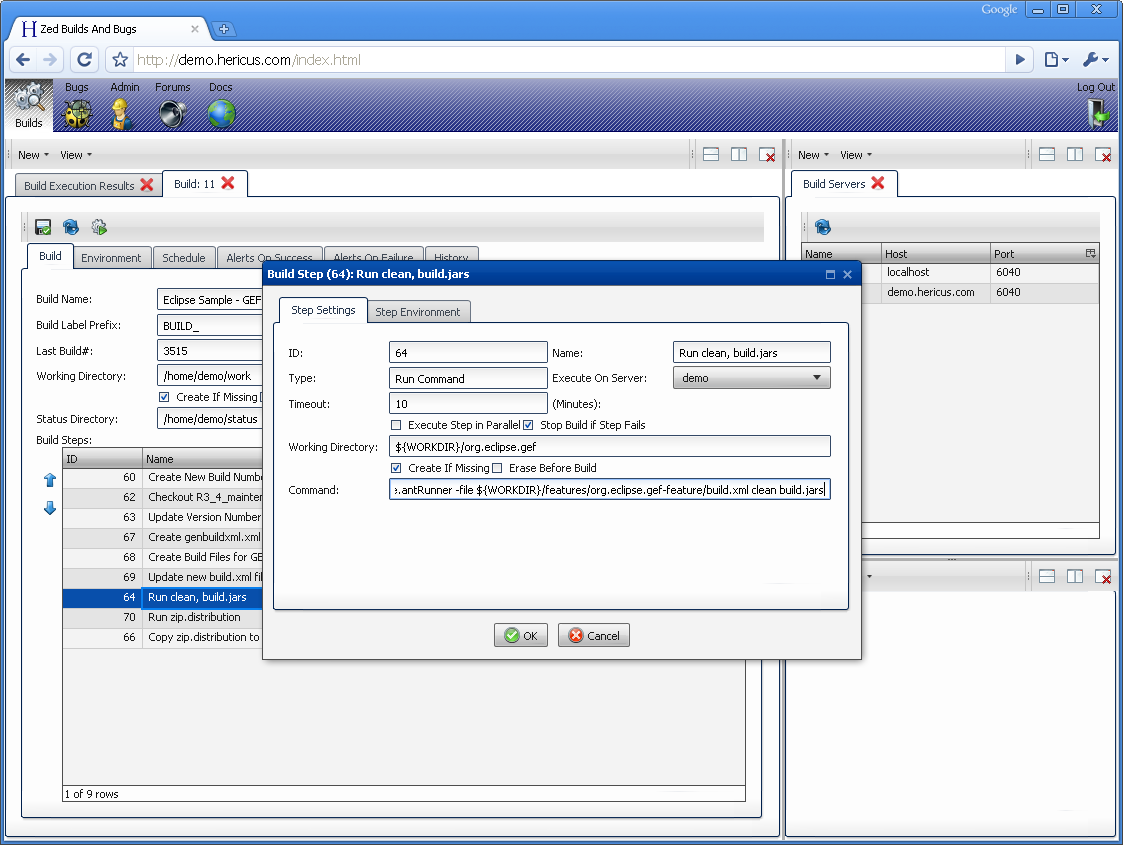 Google
Zed Builds And Bugs
http://demo.hericus.com/index.html
Builds
Bugs
Admin
Forums
Docs
Log Out
New
View
Build Execution Results
Build: 11
Build
Environment
Schedule
Alerts On Success
Alerts On Failure
History
Build Name:
Eclipse Sample - GEF
Build Label Prefix:
BUILD_
Last Build#:
3515
Working Directory:
/home/demo/work
Create If Missing
Status Directory:
/home/demo/status
Build Steps:
ID Name
60 Create New Build Numbe
62 Checkout R3_4_mainten
63 Update Version Number
67 Create genbuildxml.xml
68 Create Build Files for GE
69 Update new build.xml fil
64 Run clean, build.jars
70 Run zip.distribution
66 Copy zip.distribution to
1 of 9 rows
Build Step (64): Run clean, build.jars
Step Settings
Step Environment
ID: 64 Name: Run clean, build.jars
Type: Run Command Execute On Server: demo
Timeout: 10 (Minutes):
Execute Step in Parallel Stop Build if Step Fails
Working Directory: ${WORKDIR}/org.eclipse.gef
Create If Missing Erase Before Build
Command: .antRunner -file ${WORKDIR}/features/org.eclipse.gef-feature/build.xml clean build.jars
OK
Cancel
New
View
Build Servers
Name Host Port
localhost 6040
demo.hericus.com 6040